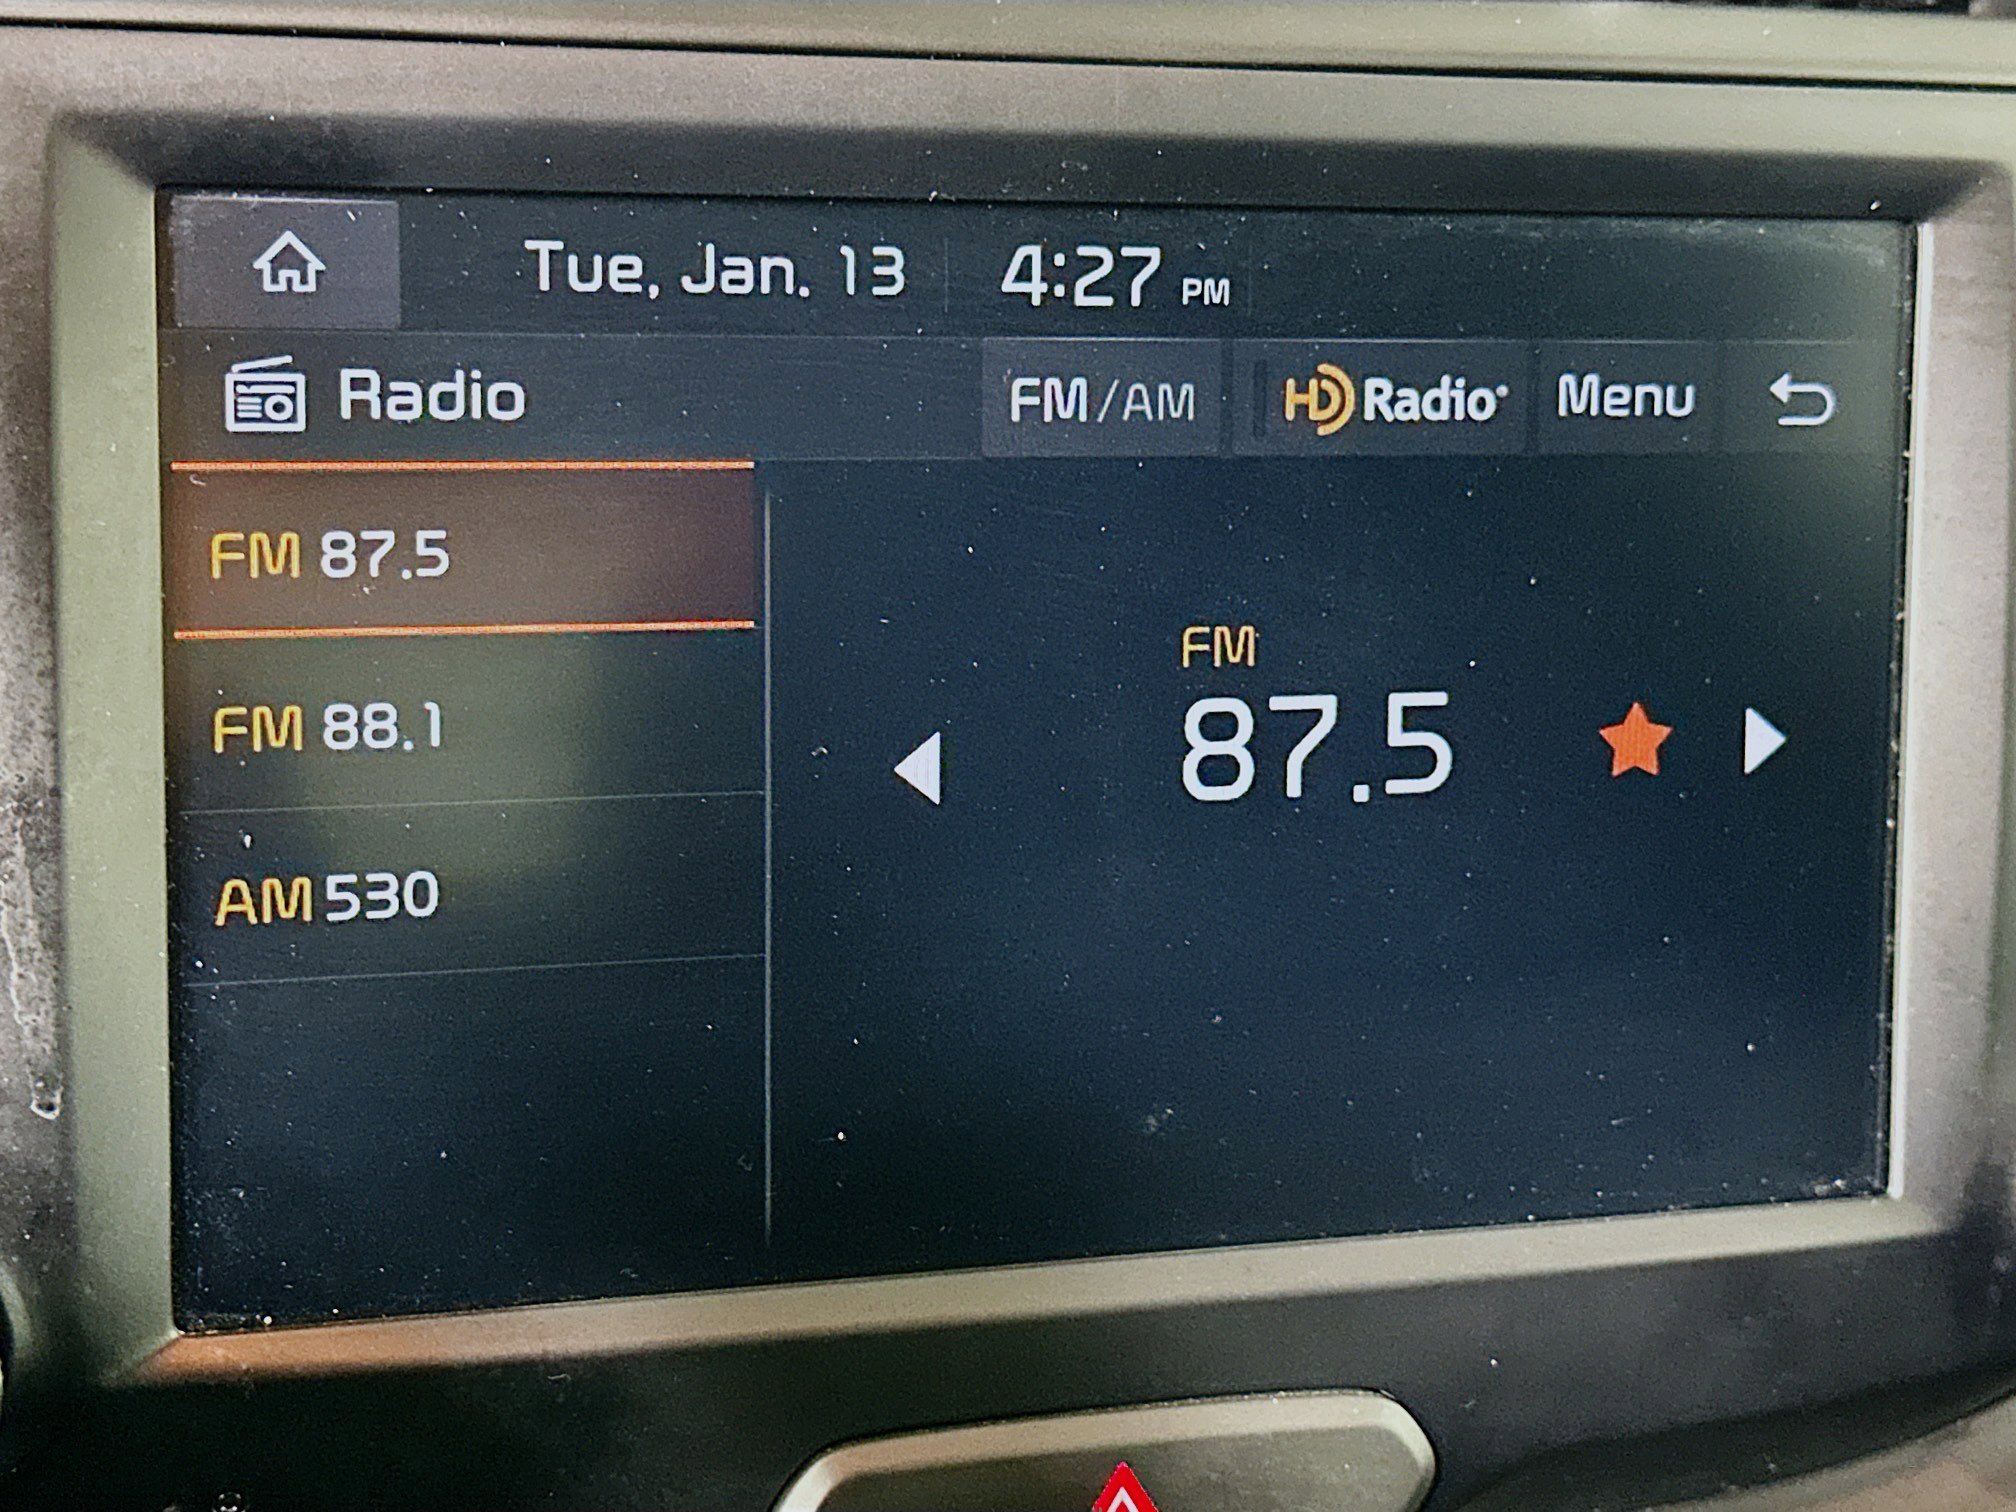 Tue, Jan. 13 4:27 PM
Radio FM/AM HD Radio Menu
FM 87.5
FM 88.1
AM 530
FM
87.5